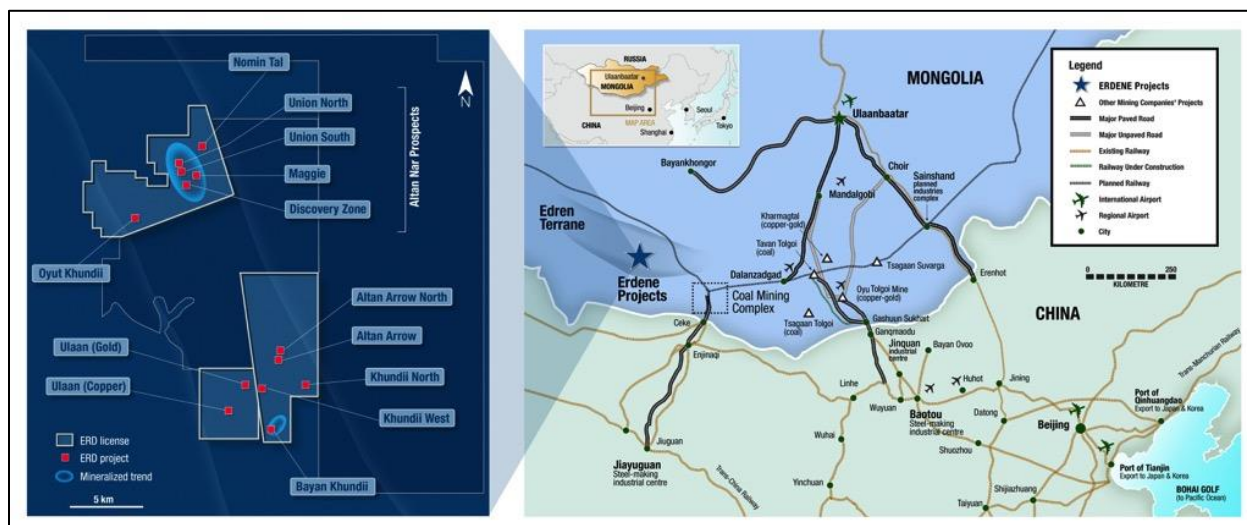 Nomin Tal
Union North
Union South
Maggie
Discovery Zone
Altan Nar Prospects
N
Oyut Khundii
Altan Arrow North
Altan Arrow
Ulaan (Gold)
Khundii North
Ulaan (Copper)
Khundii West
Bayan Khundii
ERD license
ERD project
Mineralized trend
5 km
RUSSIA
Ulaanbaatar
MONGOLIA
Beijing
Seoul
CHINA
MAP AREA
Tokyo
Shanghai
MONGOLIA
Ulaanbaatar
Bayankhongor
Choir
Mandalgobi
Sainshand
planned
industries
complex
Edren
Terrane
Kharmagtal
(copper-gold)
Tavan Tolgoi
(coal)
Tsagaan Suvarga
Erdene
Projects
Dalanzadgad
Oyu Tolgoi Mine
(copper-gold)
Erenhot
Coal Mining
Complex
Tsagaan Tolgoi
(coal)
Gashuun Sukhait
Ganqmaodu
Ceke
Enjinaqi
CHINA
Jinquan
industrial
centre
Bayan Ovoo
Linhe
Huhot
Jining
Wuyuan
Baotou
Steel-making
industrial centre
Datong
Beijing
Port of
Qinhuangdao
Export to Japan & Korea
Trans-Manchurian Railway
Wuhai
Shuozhou
Jiuguan
Jiayuguan
Steel-making
industrial centre
Trans-China Railway
Yinchuan
Taiyuan
Shijiazhuang
Port of Tianjin
Export to Japan & Korea
BOHAI GOLF
(to Pacific Ocean)
Legend
ERDENE Projects
Other Mining Companies' Projects
Major Paved Road
Major Unpaved Road
Existing Railway
Railway Under Construction
Planned Railway
International Airport
Regional Airport
City
0
250
KILOMETRE